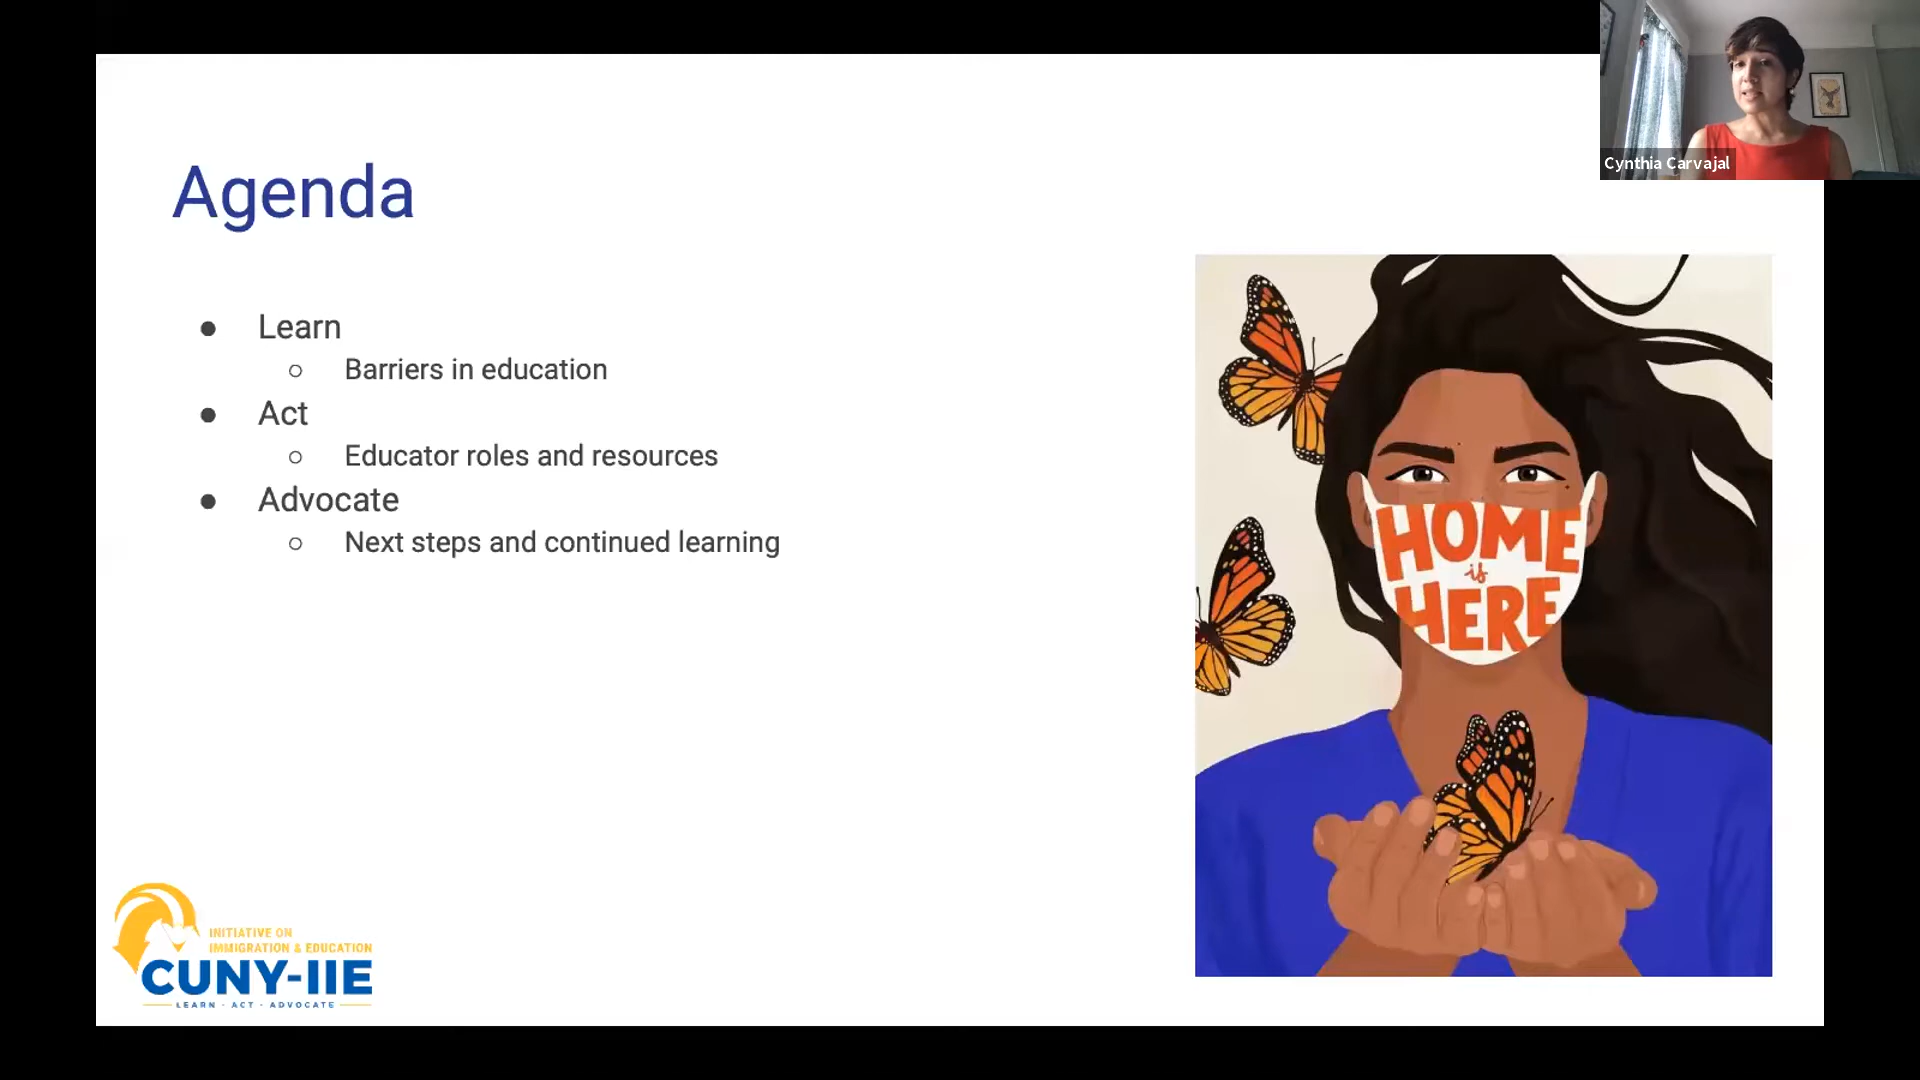 Cynthia Carvajal
Agenda
● Learn
○ Barriers in education
● Act
○ Educator roles and resources
● Advocate
○ Next steps and continued learning
HOME
is
HERE
INITIATIVE ON
IMMIGRATION & EDUCATION
CUNY-IIE
LEARN · ACT · ADVOCATE